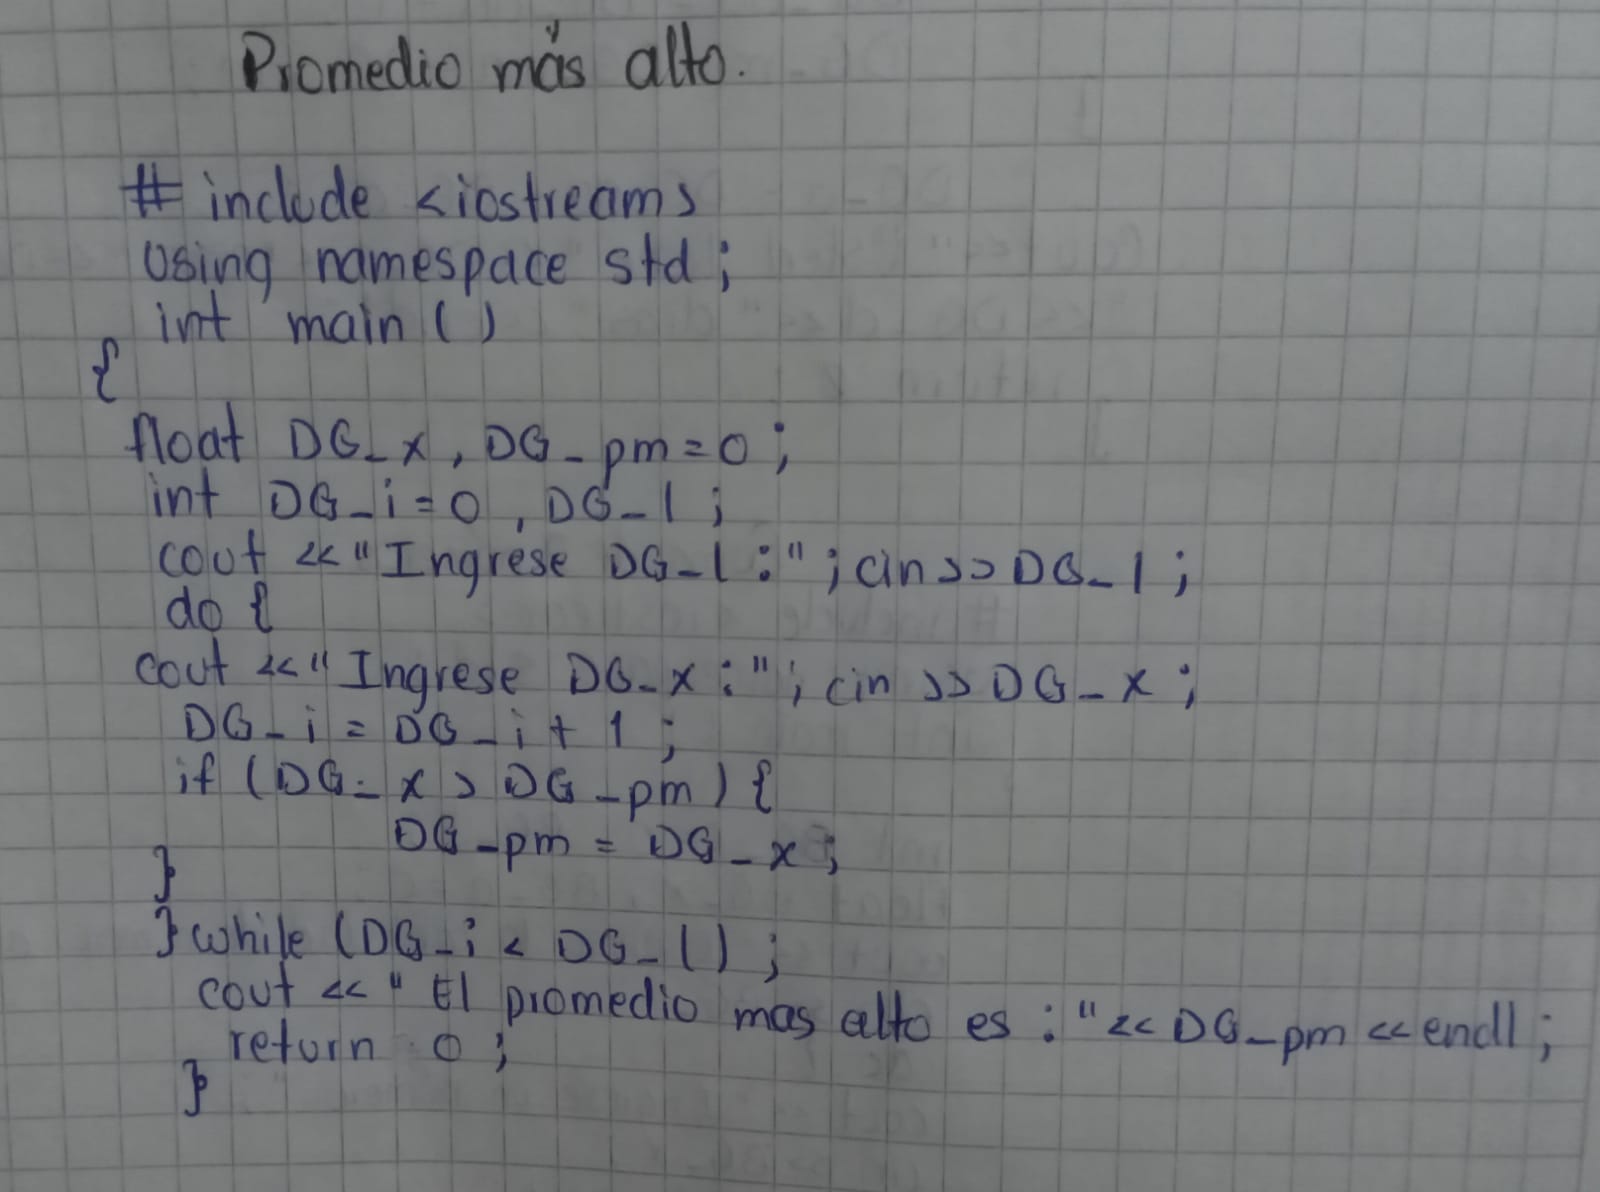 Promedio más alto.
# include <iostream>
Using namespace std ;
int main ( )
{
float DG_x , DG_pm = 0 ;
int DG_i = 0 , DG_l ;
cout << "Ingrese DG_l :" ; cin >> DG_l ;
do {
cout << "Ingrese DG_x :" ; cin >> DG_x ;
DG_i = DG_i + 1 ;
if ( DG_x > DG_pm ) {
DG_pm = DG_x ;
}
} while ( DG_i < DG_l ) ;
cout << " El promedio mas alto es : " << DG_pm << endl ;
return 0 ;
}